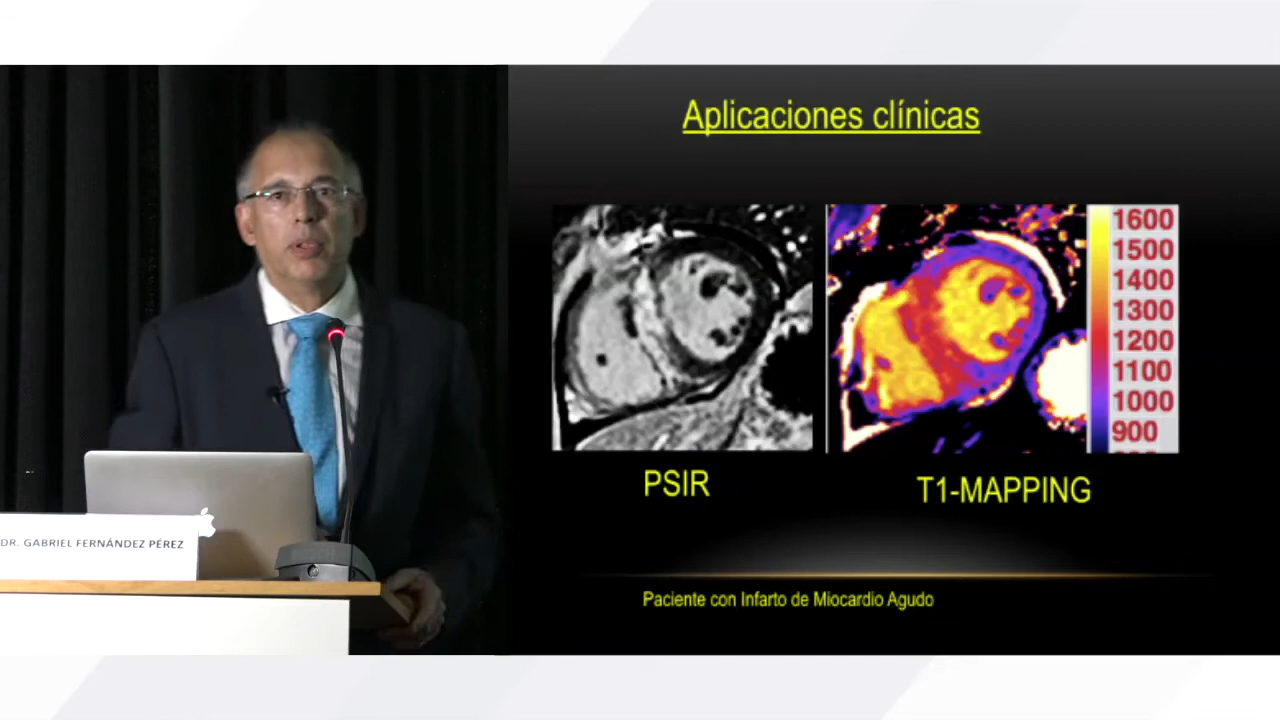 Aplicaciones clínicas
1600
1500
1400
1300
1200
1100
1000
900
PSIR
T1-MAPPING
DR. GABRIEL FERNÁNDEZ PÉREZ
Paciente con Infarto de Miocardio Agudo